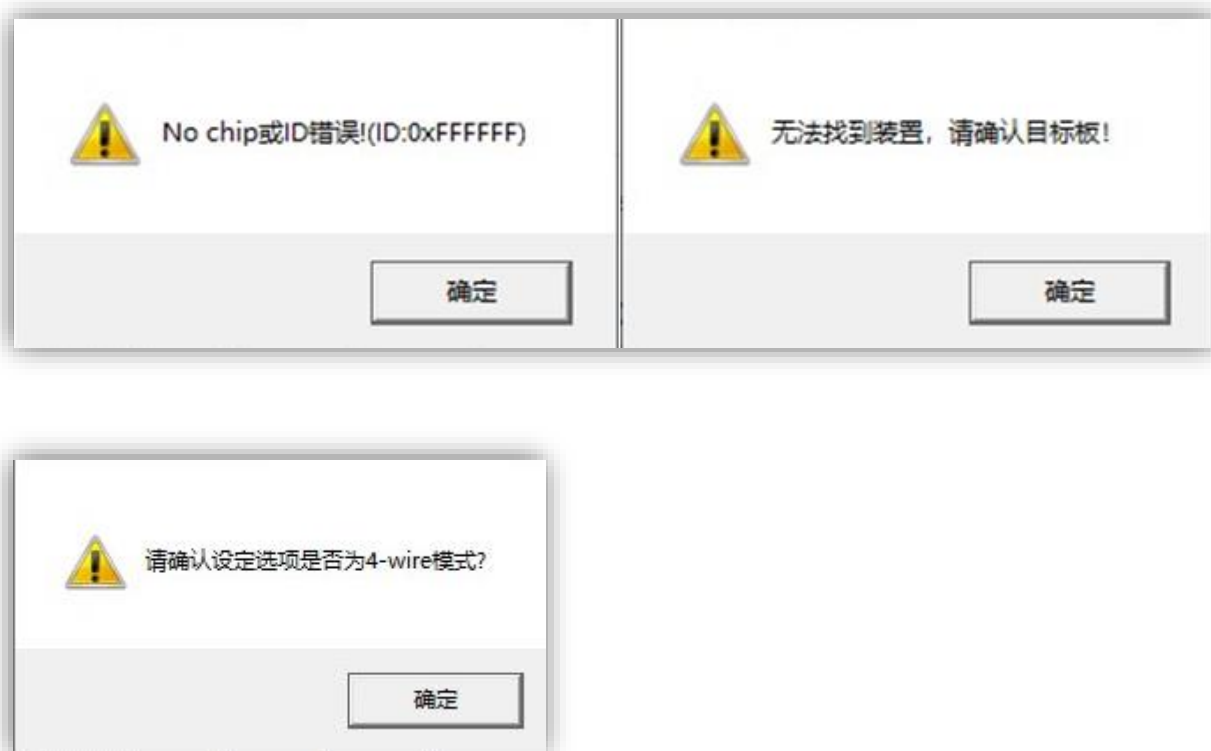 No chip或ID错误!(ID:0xFFFFFF)
无法找到装置，请确认目标板！
确定
确定
请确认设定选项是否为4-wire模式?
确定